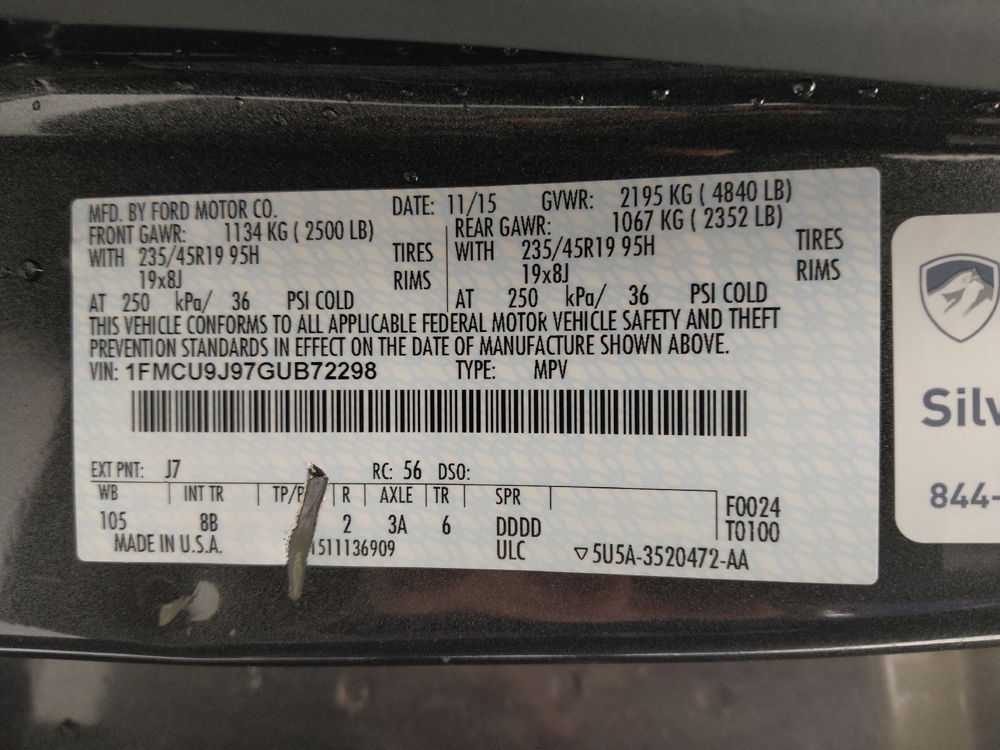 MFD. BY FORD MOTOR CO. DATE: 11/15 GVWR: 2195 KG ( 4840 LB)
FRONT GAWR: 1134 KG ( 2500 LB) REAR GAWR: 1067 KG ( 2352 LB)
WITH 235/45R19 95H TIRES WITH 235/45R19 95H TIRES
19x8J RIMS 19x8J RIMS
AT 250 kPa/ 36 PSI COLD AT 250 kPa/ 36 PSI COLD
THIS VEHICLE CONFORMS TO ALL APPLICABLE FEDERAL MOTOR VEHICLE SAFETY AND THEFT
PREVENTION STANDARDS IN EFFECT ON THE DATE OF MANUFACTURE SHOWN ABOVE.
VIN: 1FMCU9J97GUB72298 TYPE: MPV
EXT PNT: J7 RC: 56 DSO:
WB INT TR TP/P R AXLE TR SPR F0024
105 8B 2 3A 6 DDDD T0100
MADE IN U.S.A. 1511136909 ULC ▽5U5A-3520472-AA
Silv
844-